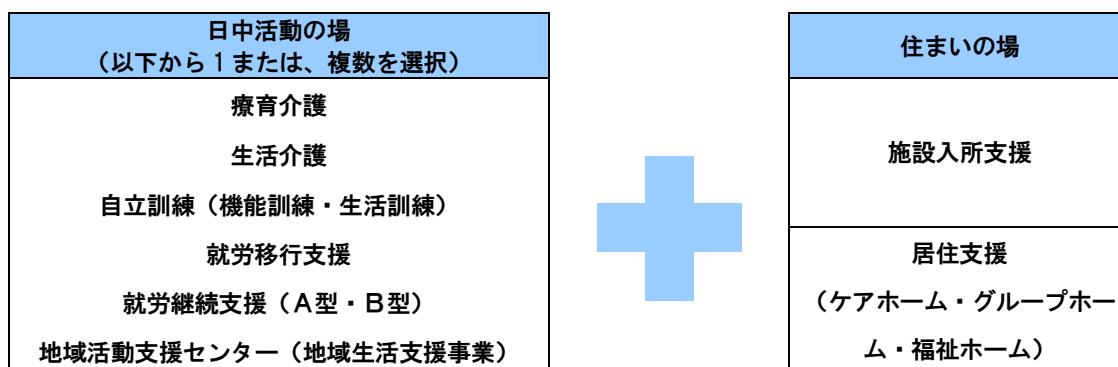 日中活動の場
（以下から１または、複数を選択）
療育介護
生活介護
自立訓練（機能訓練・生活訓練）
就労移行支援
就労継続支援（Ａ型・Ｂ型）
地域活動支援センター（地域生活支援事業）
住まいの場
施設入所支援
居住支援
（ケアホーム・グループホー
ム・福祉ホーム）